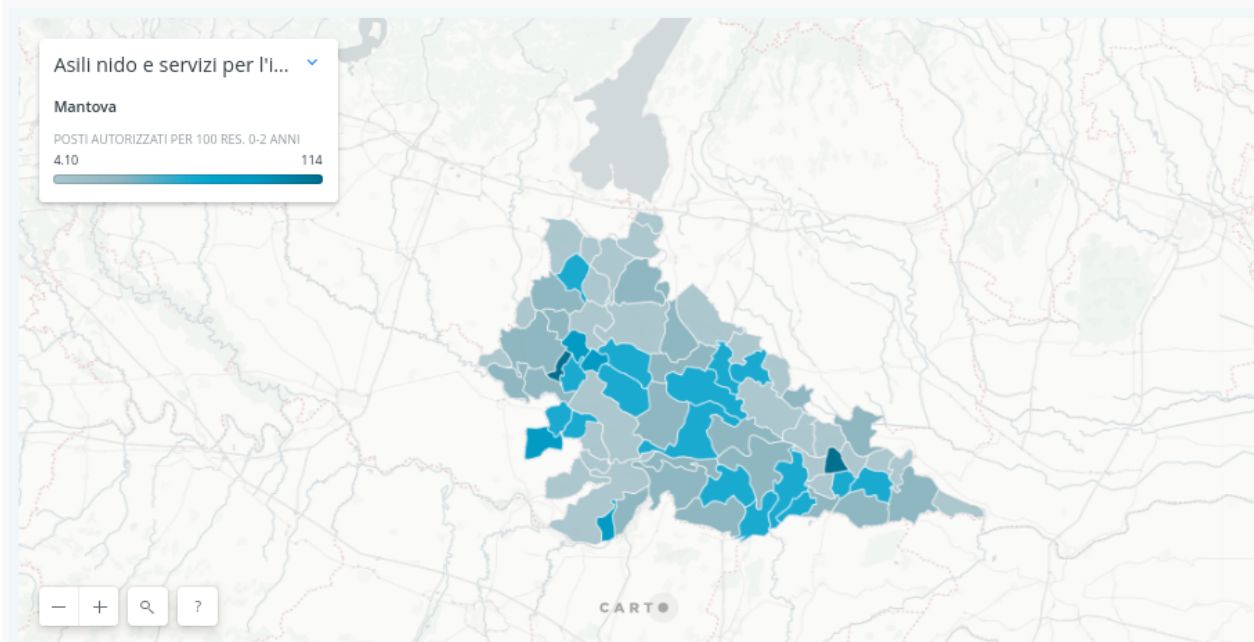 Asili nido e servizi per l'i...
Mantova
POSTI AUTORIZZATI PER 100 RES. 0-2 ANNI
4.10 114
?
CARTO